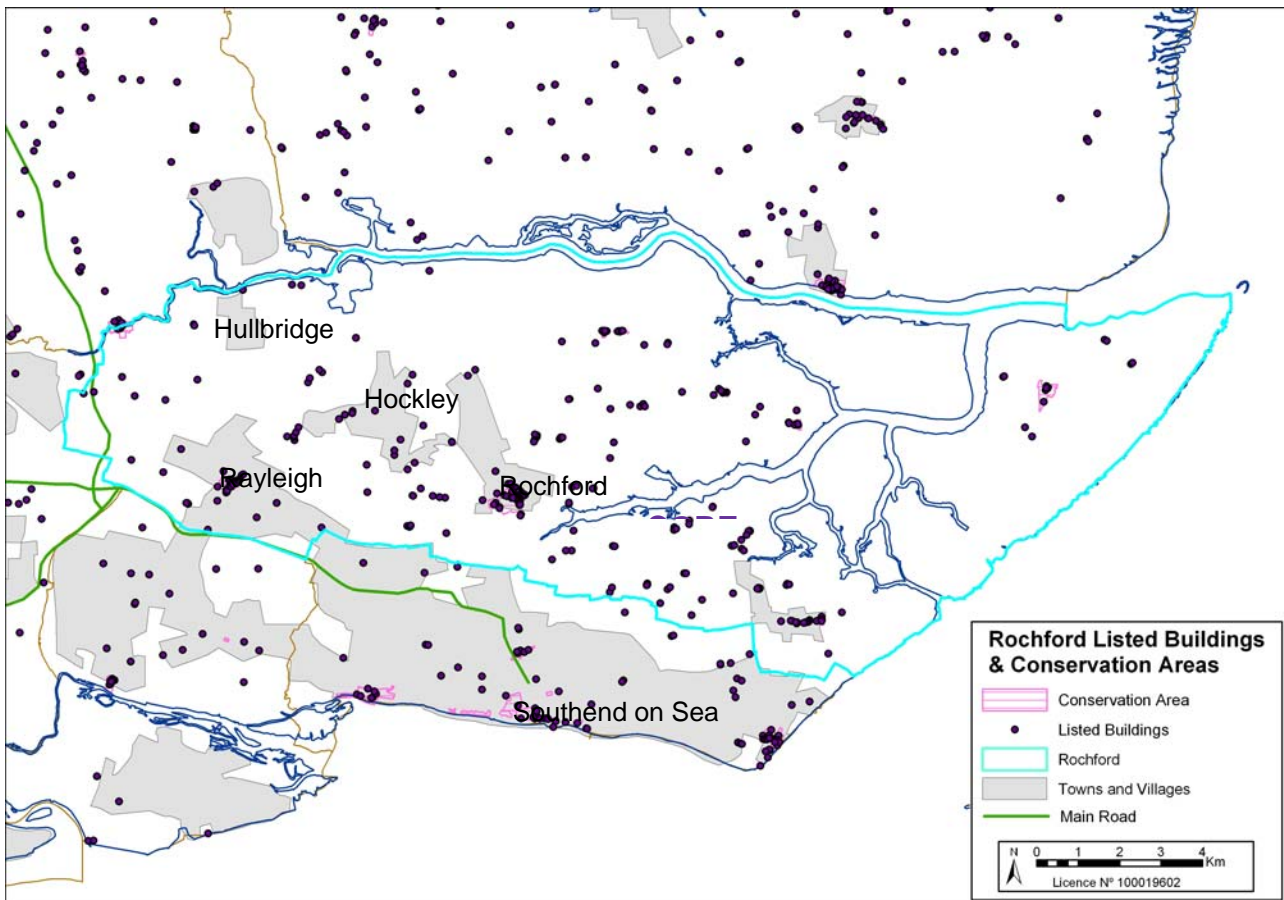 Hullbridge
Hockley
Rayleigh
Rochford
Southend on Sea
Rochford Listed Buildings
& Conservation Areas
Conservation Area
Listed Buildings
Rochford
Towns and Villages
Main Road
N
0 1 2 3 4
Km
Licence Nº 100019602